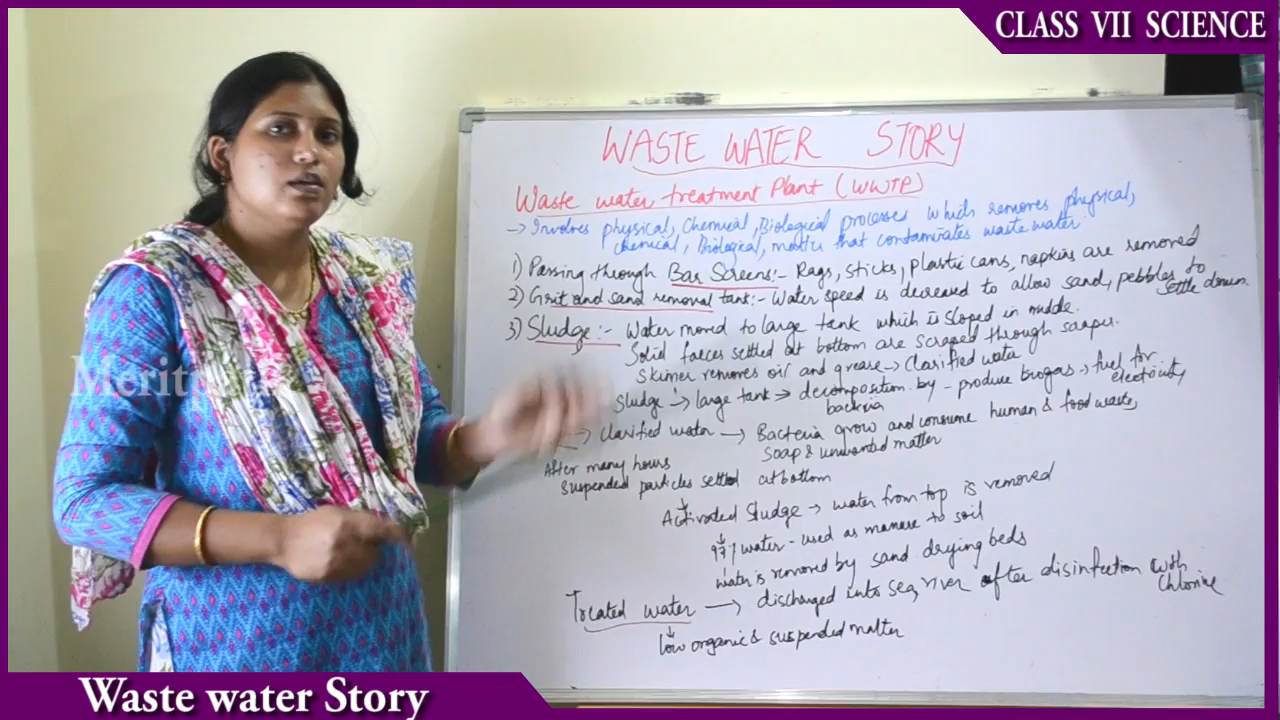 CLASS VII SCIENCE
WASTE WATER STORY
Waste water treatment Plant (WWTP)
-> Involves physical, Chemical, Biological processes which removes physical,
chemical, Biological, matter that contaminates waste water
1) Passing through Bar Screens:- Rags, sticks, plastic cans, napkins are removed
2) Grit and sand removal tank:- Water speed is decreased to allow sand, pebbles to
settle down.
3) Sludge:- Water moved to large tank which is sloped in middle.
Solid faeces settled at bottom are scraped through scraper.
Skimer removes oil and grease -> Clarified water
Sludge -> large tank -> decomposition by - produce biogas -> fuel for
bacteria electricity
-> Clarified water -> Bacteria grow and consume human & food waste,
Soap & unwanted matter
After many hours
suspended particles settled at bottom
Activated Sludge -> water from top is removed
97% water - used as manure to soil
water is removed by sand drying beds
Treated water -> discharged into sea, river after disinfection with
chlorine
low organic & suspended matter
Waste water Story